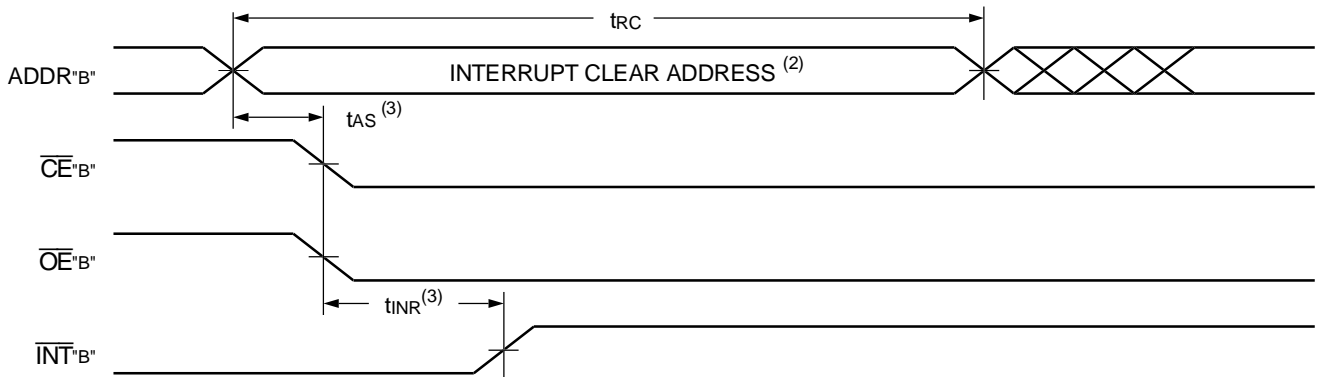 tRC
ADDR"B"
INTERRUPT CLEAR ADDRESS (2)
tAS (3)
CE"B"
OE"B"
tINR(3)
INT"B"